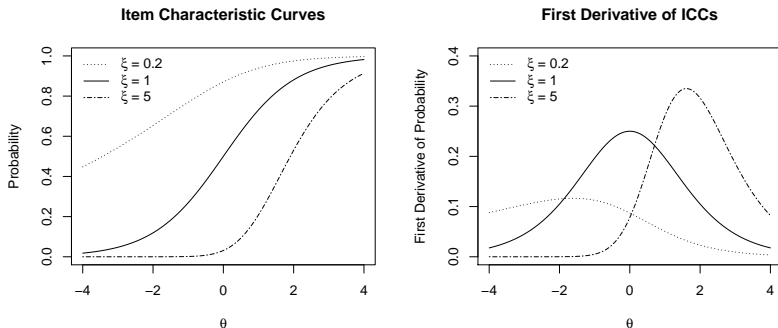 Item Characteristic Curves
Probability
1.0
0.8
0.6
0.4
0.2
0.0
ξ = 0.2
ξ = 1
ξ = 5
−4 −2 0 2 4
θ
First Derivative of ICCs
First Derivative of Probability
0.4
0.3
0.2
0.1
0.0
ξ = 0.2
ξ = 1
ξ = 5
−4 −2 0 2 4
θ